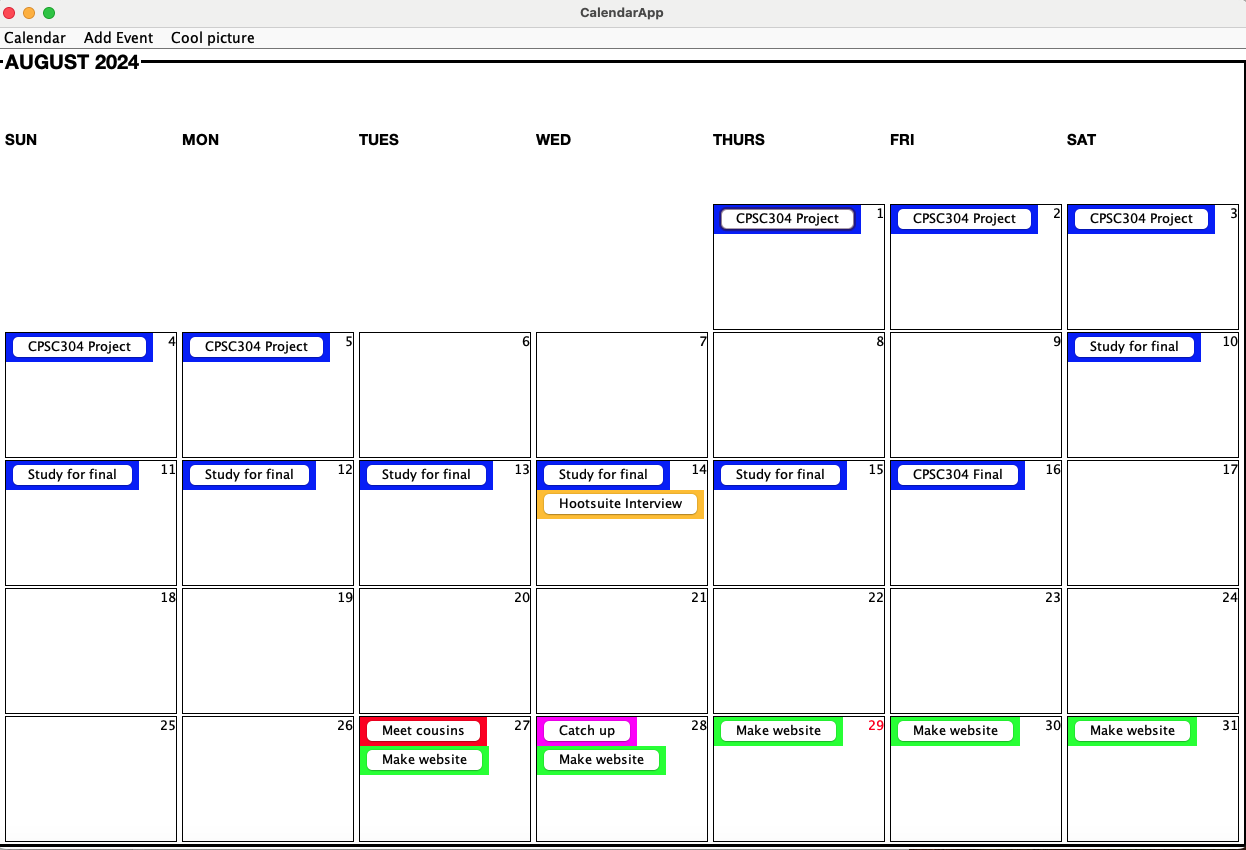 CalendarApp
Calendar Add Event Cool picture
AUGUST 2024
SUN MON TUES WED THURS FRI SAT
CPSC304 Project 1 CPSC304 Project 2 CPSC304 Project 3
CPSC304 Project 4 CPSC304 Project 5 6 7 8 9 Study for final 10
Study for final 11 Study for final 12 Study for final 13 Study for final 14 Study for final 15 CPSC304 Final 16 17
Hootsuite Interview
18 19 20 21 22 23 24
25 26 Meet cousins 27 Catch up 28 Make website 29 Make website 30 Make website 31
Make website Make website